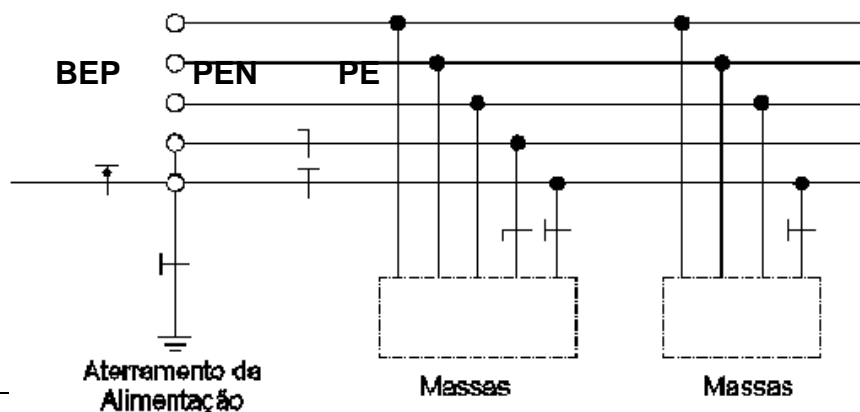 BEP PEN PE
Aterramento da
Alimentação
Massas
Massas